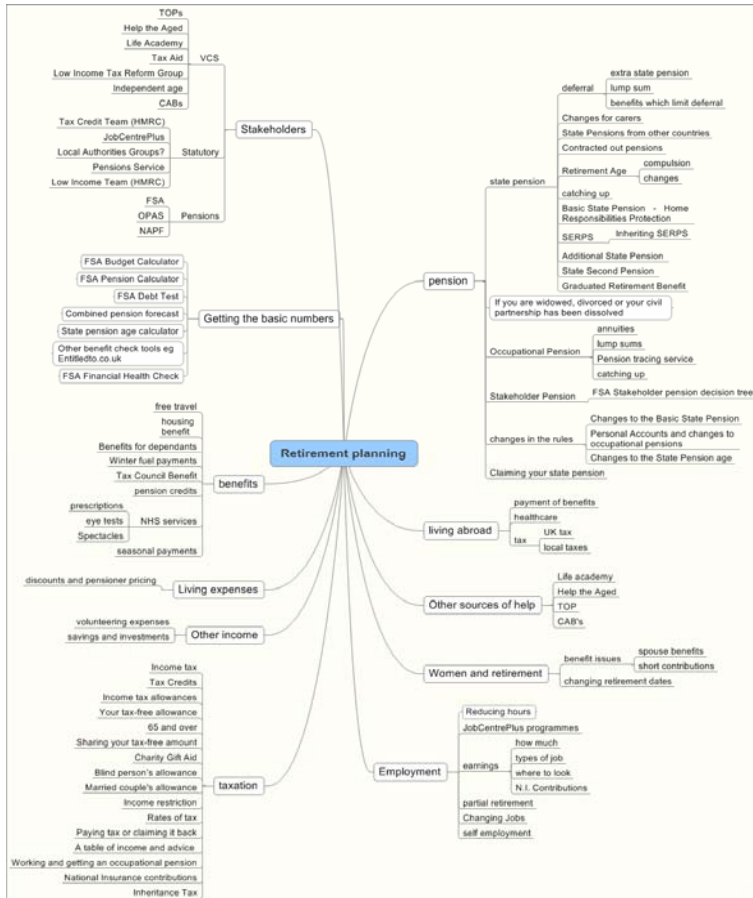 TOPs
Help the Aged
Life Academy
Tax Aid
Low Income Tax Reform Group
Independent age
CABs
VCS
Tax Credit Team (HMRC)
JobCentrePlus
Local Authorities Groups?
Pensions Service
Low Income Team (HMRC)
Statutory
FSA
OPAS
NAPF
Pensions
Stakeholders
FSA Budget Calculator
FSA Pension Calculator
FSA Debt Test
Combined pension forecast
State pension age calculator
Other benefit check tools eg
Entitledto.co.uk
FSA Financial Health Check
Getting the basic numbers
free travel
housing
benefit
Benefits for dependants
Winter fuel payments
Tax Council Benefit
pension credits
prescriptions
eye tests
Spectacles
NHS services
seasonal payments
benefits
discounts and pensioner pricing
Living expenses
volunteering expenses
savings and investments
Other income
Income tax
Tax Credits
Income tax allowances
Your tax-free allowance
65 and over
Sharing your tax-free amount
Charity Gift Aid
Blind person's allowance
Married couple's allowance
Income restriction
Rates of tax
Paying tax or claiming it back
A table of income and advice
Working and getting an occupational pension
National Insurance contributions
Inheritance Tax
taxation
Retirement planning
pension
state pension
deferral
extra state pension
lump sum
benefits which limit deferral
Changes for carers
State Pensions from other countries
Contracted out pensions
Retirement Age
compulsion
changes
catching up
Basic State Pension - Home
Responsibilities Protection
SERPS
Inheriting SERPS
Additional State Pension
State Second Pension
Graduated Retirement Benefit
If you are widowed, divorced or your civil
partnership has been dissolved
Occupational Pension
annuities
lump sums
Pension tracing service
catching up
Stakeholder Pension
FSA Stakeholder pension decision tree
changes in the rules
Changes to the Basic State Pension
Personal Accounts and changes to
occupational pensions
Changes to the State Pension age
Claiming your state pension
living abroad
payment of benefits
healthcare
tax
UK tax
local taxes
Other sources of help
Life academy
Help the Aged
TOP
CAB's
Women and retirement
benefit issues
spouse benefits
short contributions
changing retirement dates
Employment
Reducing hours
JobCentrePlus programmes
earnings
how much
types of job
where to look
N.I. Contributions
partial retirement
Changing Jobs
self employment